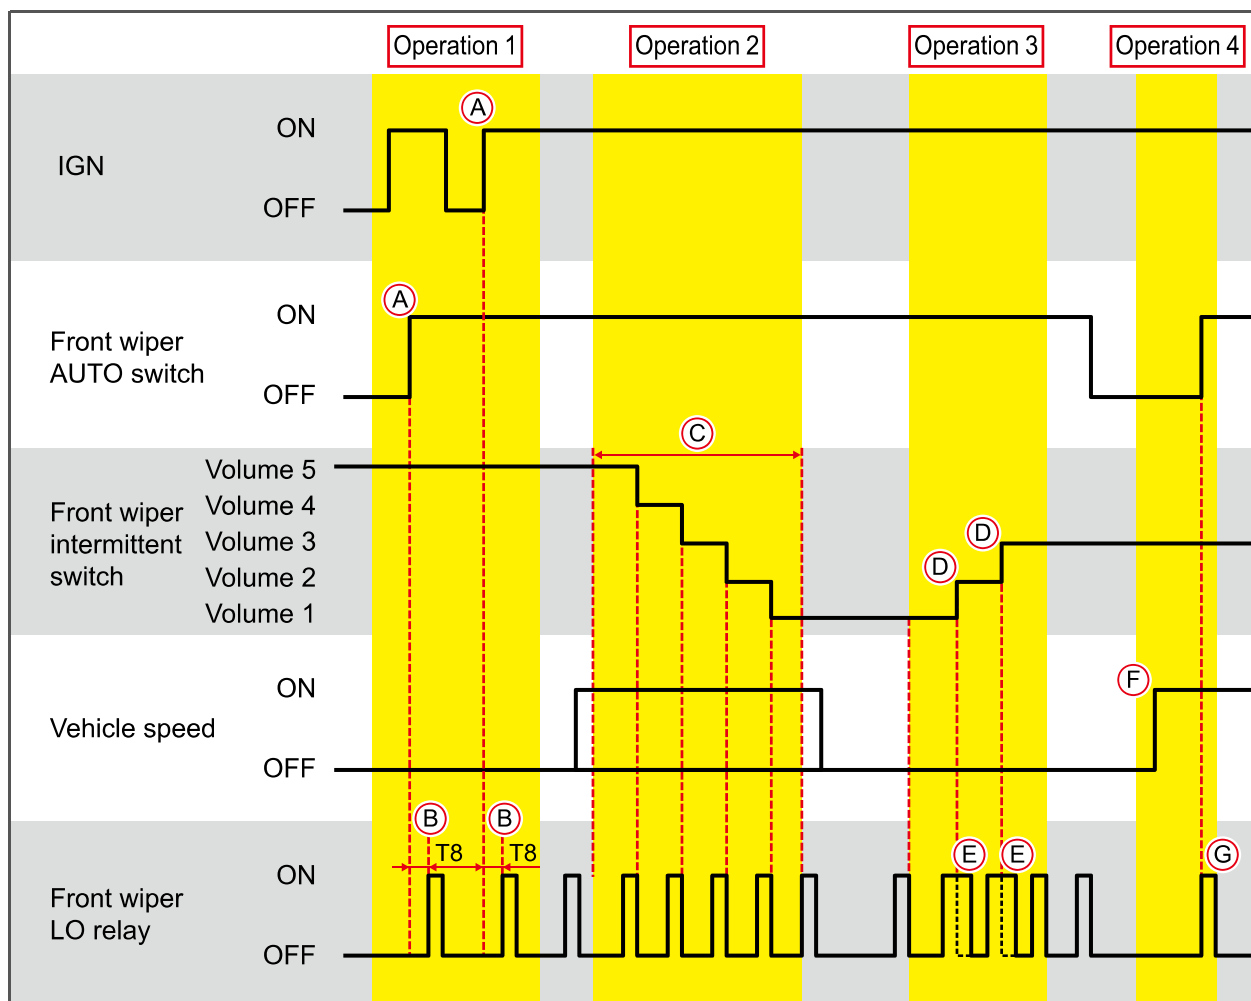 Operation 1
Operation 2
Operation 3
Operation 4
A
ON
IGN
OFF
A
ON
Front wiper
AUTO switch
OFF
C
Volume 5
Volume 4
Front wiper
intermittent
switch
Volume 3
Volume 2
Volume 1
D
D
ON
F
Vehicle speed
OFF
B
B
T8
T8
E
E
G
ON
Front wiper
LO relay
OFF